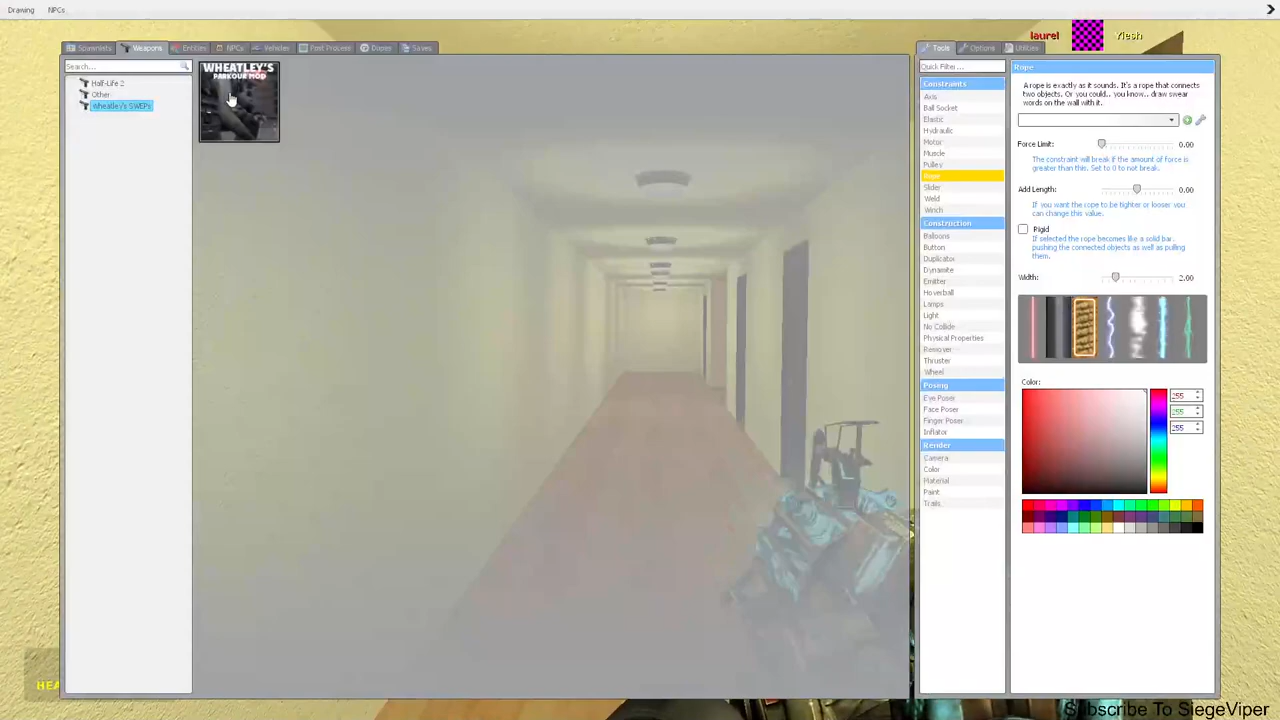 Drawing NPCs
laurel Ylesh
Spawnlists Weapons Entities NPCs Vehicles Post Process Dupes Saves
Search...
Half-Life 2
Other
Wheatley's SWEPs
WHEATLEY'S
PARKOUR MOD
Tools Options Utilities
Quick Filter...
Constraints
Axis
Ball Socket
Elastic
Hydraulic
Motor
Muscle
Pulley
Rope
Slider
Weld
Winch
Construction
Balloons
Button
Duplicator
Dynamite
Emitter
Hoverball
Lamps
Light
No Collide
Physical Properties
Remover
Thruster
Wheel
Posing
Eye Poser
Face Poser
Finger Poser
Inflator
Render
Camera
Color
Material
Paint
Trails
Rope
A rope is exactly as it sounds. It's a rope that connects
two objects. Or you could.. you know.. draw swear
words on the wall with it.
Force Limit: 0.00
The constraint will break if the amount of force is
greater than this. Set to 0 to not break.
Add Length: 0.00
If you want the rope to be tighter or looser you
can change this value.
Rigid
If selected the rope becomes like a solid bar,
pushing the connected objects as well as pulling
them.
Width: 2.00
Color:
255
255
255
HEA
Subscribe To SiegeViper